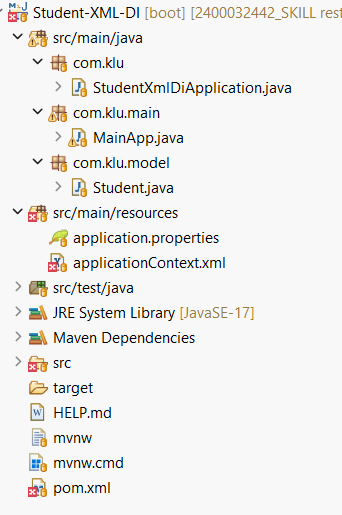 Student-XML-DI [boot] [2400032442_SKILL rest
src/main/java
com.klu
StudentXmlDiApplication.java
com.klu.main
MainApp.java
com.klu.model
Student.java
src/main/resources
application.properties
applicationContext.xml
src/test/java
JRE System Library [JavaSE-17]
Maven Dependencies
src
target
HELP.md
mvnw
mvnw.cmd
pom.xml